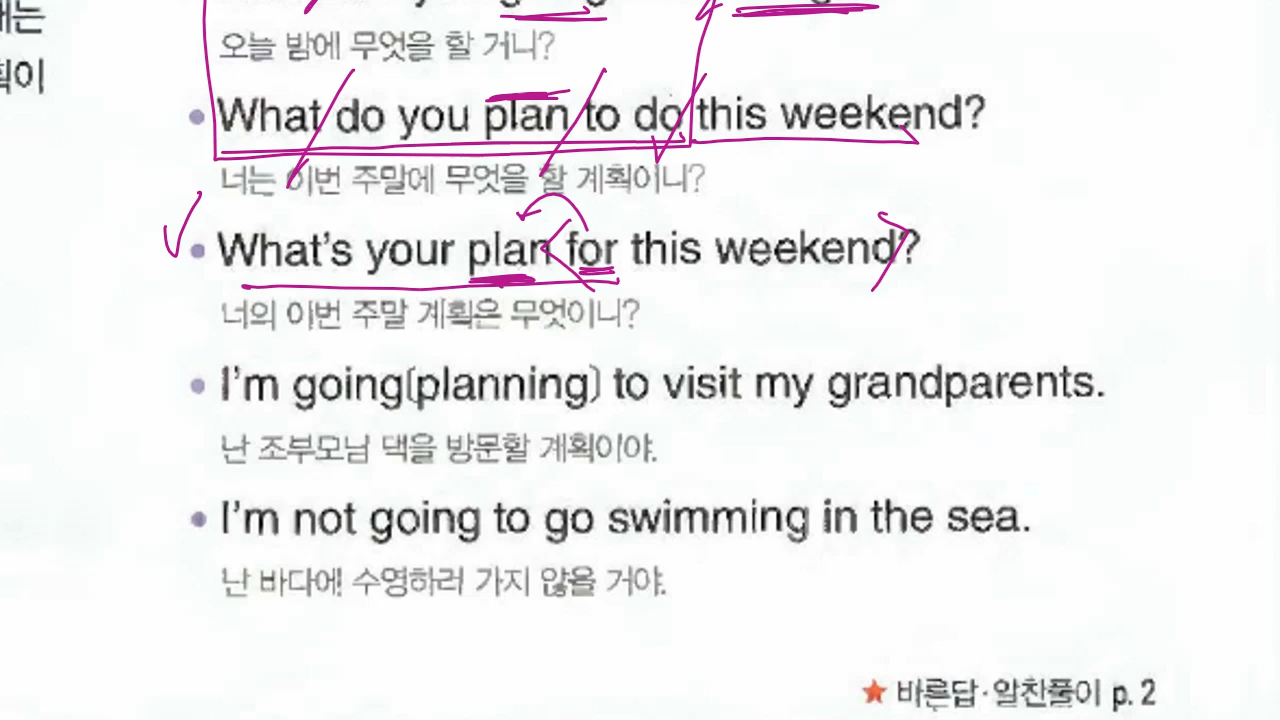 때는
획이
오늘 밤에 무엇을 할 거니?
What do you plan to do this weekend?
너는 이번 주말에 무엇을 할 계획이니?
What's your plan for this weekend?
너의 이번 주말 계획은 무엇이니?
I'm going(planning) to visit my grandparents.
난 조부모님 댁을 방문할 계획이야.
I'm not going to go swimming in the sea.
난 바다에 수영하러 가지 않을 거야.
★ 바른답·알찬풀이 p. 2